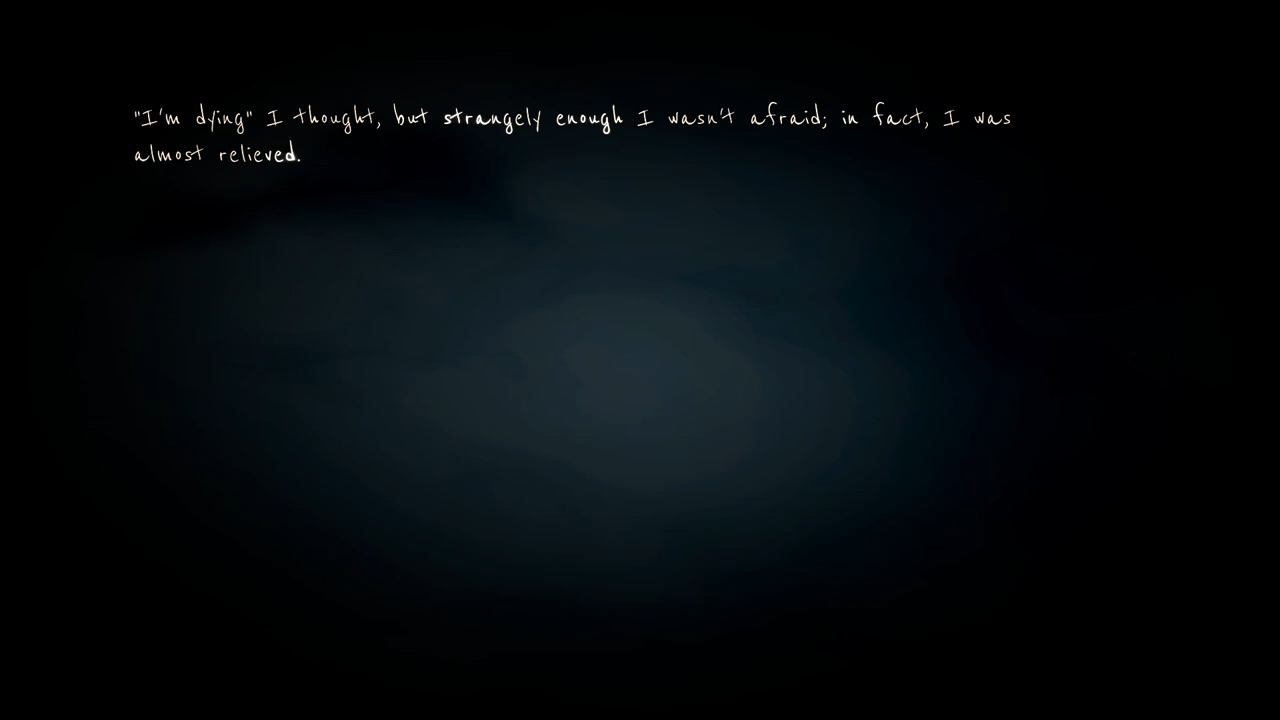 "I'm dying" I thought, but strangely enough I wasn't afraid; in fact, I was
almost relieved.